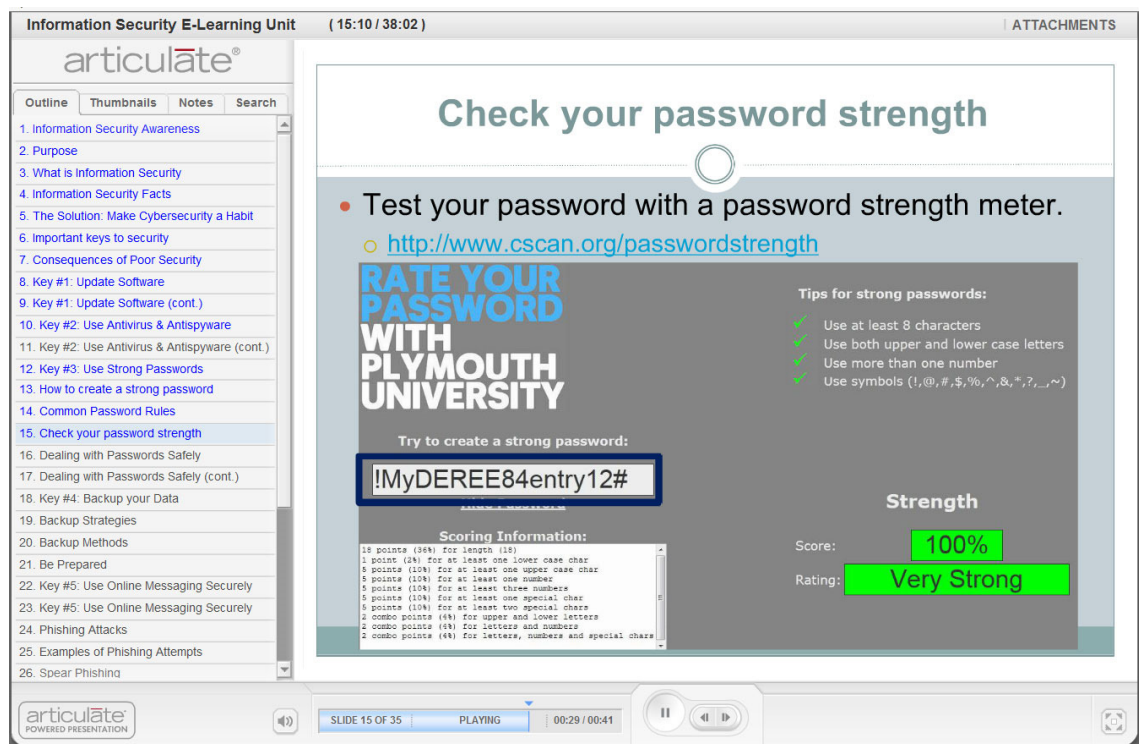 Information Security E-Learning Unit ( 15:10 / 38:02 ) ATTACHMENTS
articulate®
Outline Thumbnails Notes Search
1. Information Security Awareness
2. Purpose
3. What is Information Security
4. Information Security Facts
5. The Solution: Make Cybersecurity a Habit
6. Important keys to security
7. Consequences of Poor Security
8. Key #1: Update Software
9. Key #1: Update Software (cont.)
10. Key #2: Use Antivirus & Antispyware
11. Key #2: Use Antivirus & Antispyware (cont.)
12. Key #3: Use Strong Passwords
13. How to create a strong password
14. Common Password Rules
15. Check your password strength
16. Dealing with Passwords Safely
17. Dealing with Passwords Safely (cont.)
18. Key #4: Backup your Data
19. Backup Strategies
20. Backup Methods
21. Be Prepared
22. Key #5: Use Online Messaging Securely
23. Key #5: Use Online Messaging Securely
24. Phishing Attacks
25. Examples of Phishing Attempts
26. Spear Phishing
Check your password strength
Test your password with a password strength meter.
http://www.cscan.org/passwordstrength
RATE YOUR
PASSWORD
WITH
PLYMOUTH
UNIVERSITY
Tips for strong passwords:
Use at least 8 characters
Use both upper and lower case letters
Use more than one number
Use symbols (!,@,#,$,%,^,&,*,?,_,~)
Try to create a strong password:
!MyDEREE84entry12#
Hide Password
Scoring Information:
18 points (36%) for length (18)
1 point (2%) for at least one lower case char
5 points (10%) for at least one upper case char
5 points (10%) for at least one number
5 points (10%) for at least three numbers
5 points (10%) for at least one special char
5 points (10%) for at least two special chars
2 combo points (4%) for upper and lower letters
2 combo points (4%) for letters and numbers
2 combo points (4%) for letters, numbers and special chars
Strength
Score: 100%
Rating: Very Strong
articulate
POWERED PRESENTATION
SLIDE 15 OF 35 PLAYING 00:29 / 00:41